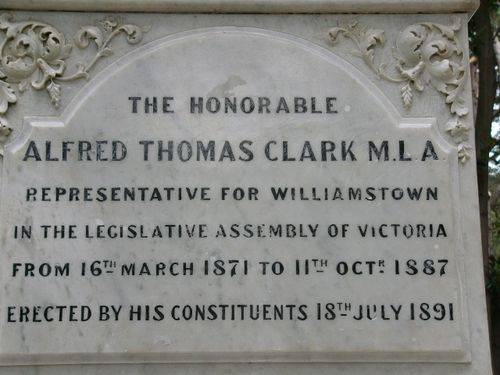 THE HONORABLE
ALFRED THOMAS CLARK M.L.A
REPRESENTATIVE FOR WILLIAMSTOWN
IN THE LEGISLATIVE ASSEMBLY OF VICTORIA
FROM 16TH MARCH 1871 TO 11TH OCTR 1887
ERECTED BY HIS CONSTITUENTS 18TH JULY 1891